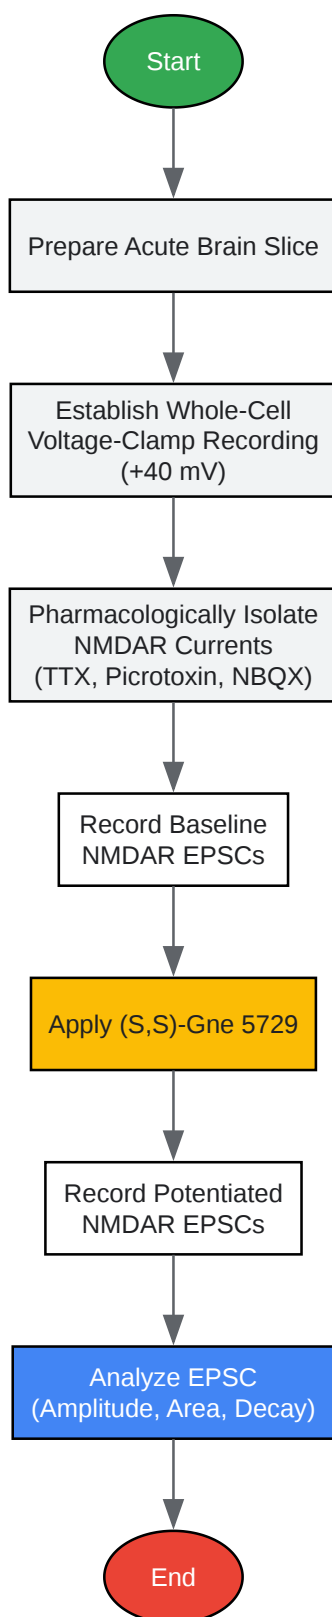 Start
Prepare Acute Brain Slice
Establish Whole-Cell
Voltage-Clamp Recording
(+40 mV)
Pharmacologically Isolate
NMDAR Currents
(TTX, Picrotoxin, NBQX)
Record Baseline
NMDAR EPSCs
Apply (S,S)-Gne 5729
Record Potentiated
NMDAR EPSCs
Analyze EPSC
(Amplitude, Area, Decay)
End